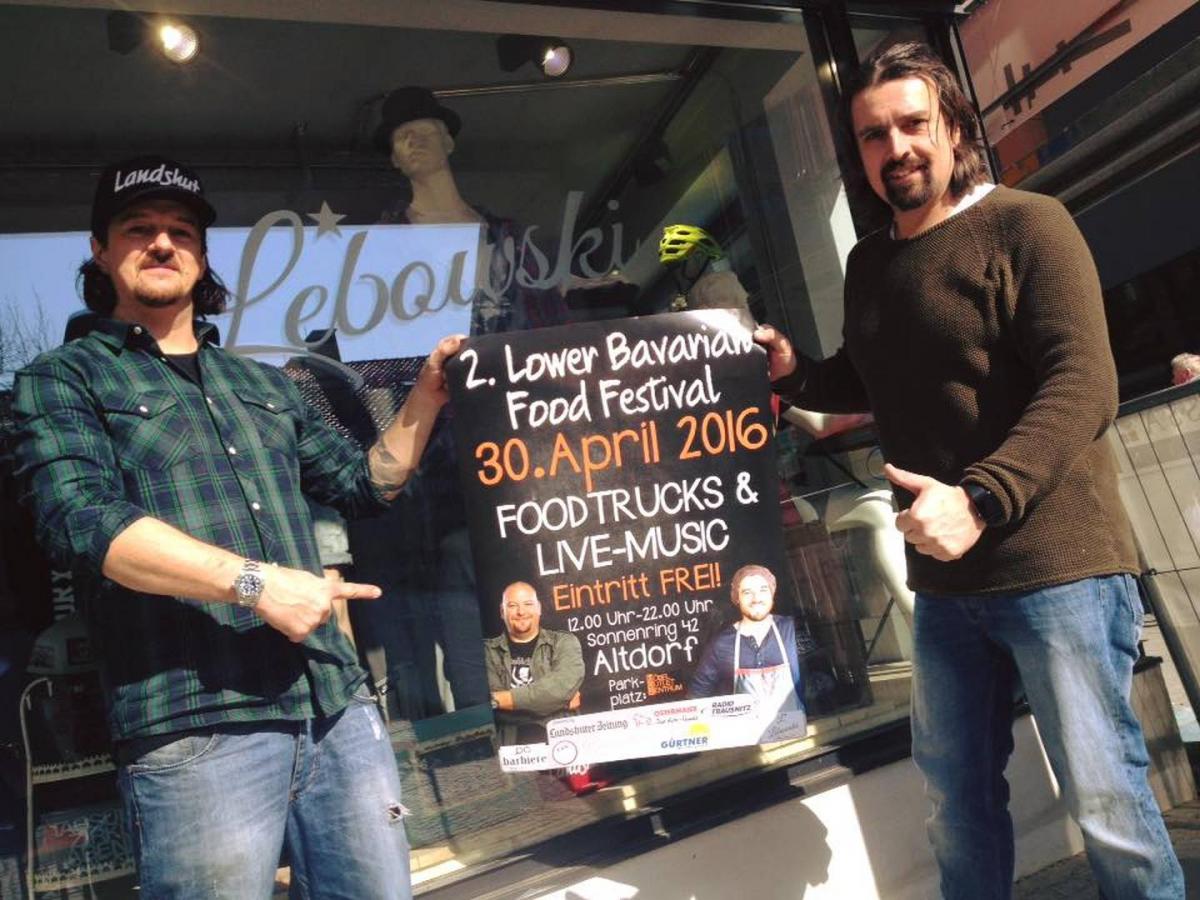 Landshut
Lebowski
2. Lower Bavarian
Food Festival
30. April 2016
FOODTRUCKS &
LIVE-MUSIC
Eintritt FREI!
12.00 Uhr-22.00 Uhr
Sonnenring 42
Altdorf
Park-
platz:
Landshuter Zeitung
RADIO
TRAUSNITZ
GÜRTNER
barbiere